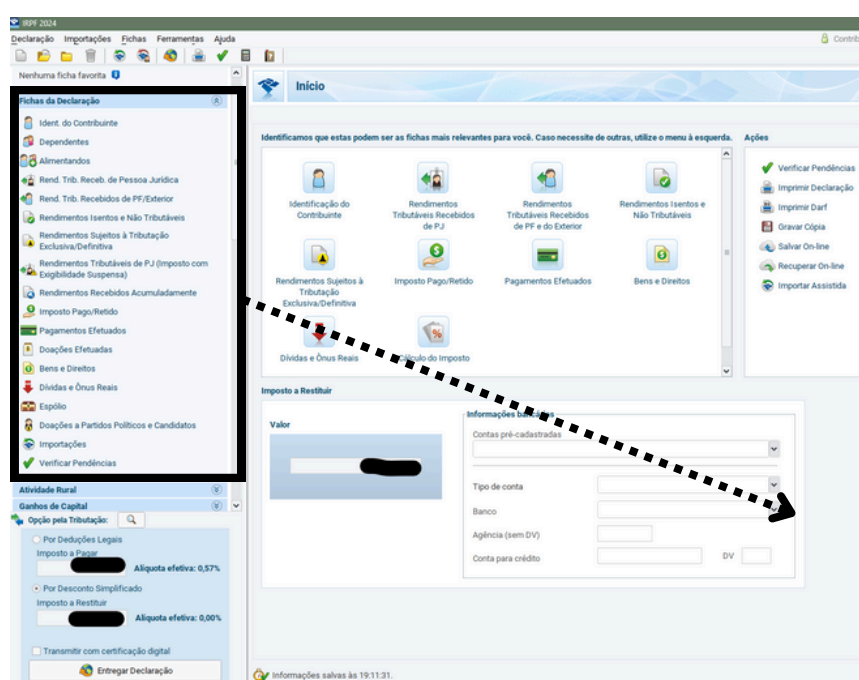 IRPF 2024
Declaração Importações Fichas Ferramentas Ajuda
Nenhuma ficha favorita
Fichas da Declaração
Ident. do Contribuinte
Dependentes
Alimentandos
Rend. Trib. Receb. de Pessoa Jurídica
Rend. Trib. Recebidos de PF/Exterior
Rendimentos Isentos e Não Tributáveis
Rendimentos Sujeitos à Tributação
Exclusiva/Definitiva
Rendimentos Tributáveis de PJ (Imposto com
Exigibilidade Suspensa)
Rendimentos Recebidos Acumuladamente
Imposto Pago/Retido
Pagamentos Efetuados
Doações Efetuadas
Bens e Direitos
Dívidas e Ônus Reais
Espólio
Doações a Partidos Políticos e Candidatos
Importações
Verificar Pendências
Atividade Rural
Ganhos de Capital
Opção pela Tributação:
Por Deduções Legais
Imposto a Pagar
Aliquota efetiva: 0,57%
Por Desconto Simplificado
Imposto a Restituir
Aliquota efetiva: 0,00%
Transmitir com certificação digital
Entregar Declaração
Contrib
Início
Identificamos que estas podem ser as fichas mais relevantes para você. Caso necessite de outras, utilize o menu à esquerda.
Identificação do
Contribuinte
Rendimentos
Tributáveis Recebidos
de PJ
Rendimentos
Tributáveis Recebidos
de PF e do Exterior
Rendimentos Isentos e
Não Tributáveis
Rendimentos Sujeitos à
Tributação
Exclusiva/Definitiva
Imposto Pago/Retido
Pagamentos Efetuados
Bens e Direitos
Dívidas e Ônus Reais
Cálculo do Imposto
Ações
Verificar Pendências
Imprimir Declaração
Imprimir Darf
Gravar Cópia
Salvar On-line
Recuperar On-line
Importar Assistida
Imposto a Restituir
Valor
Informações bancárias
Contas pré-cadastradas
Tipo de conta
Banco
Agência (sem DV)
Conta para crédito
DV
Informações salvas às 19:11:31.